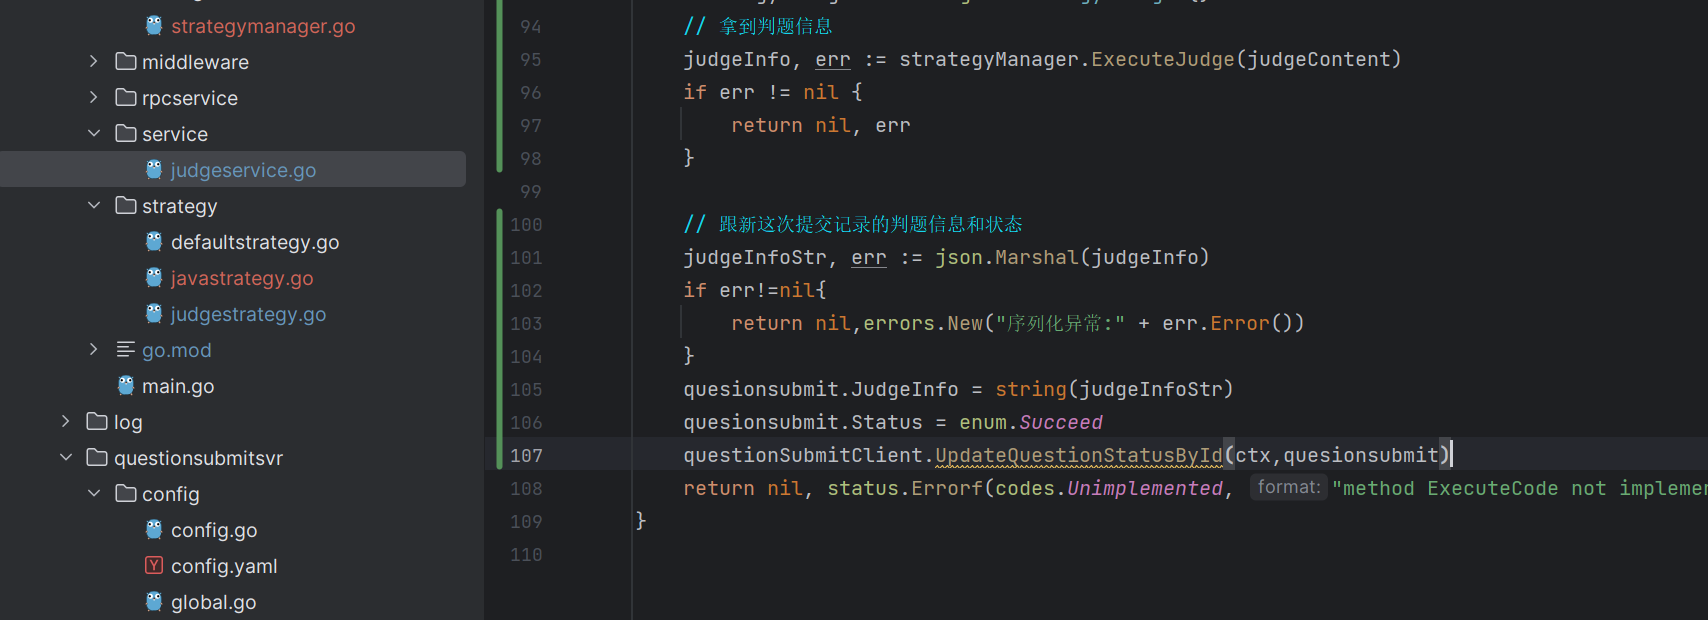 strategymanager.go
middleware
rpcservice
service
judgeservice.go
strategy
defaultstrategy.go
javastrategy.go
judgestrategy.go
go.mod
main.go
log
questionsubmitsvr
config
config.go
config.yaml
global.go
94 // 拿到判题信息
95 judgeInfo, err := strategyManager.ExecuteJudge(judgeContent)
96 if err != nil {
97 return nil, err
98 }
99
100 // 跟新这次提交记录的判题信息和状态
101 judgeInfoStr, err := json.Marshal(judgeInfo)
102 if err!=nil{
103 return nil,errors.New("序列化异常:" + err.Error())
104 }
105 quesionsubmit.JudgeInfo = string(judgeInfoStr)
106 quesionsubmit.Status = enum.Succeed
107 questionSubmitClient.UpdateQuestionStatusById(ctx,quesionsubmit)
108 return nil, status.Errorf(codes.Unimplemented, format: "method ExecuteCode not implemen
109 }
110